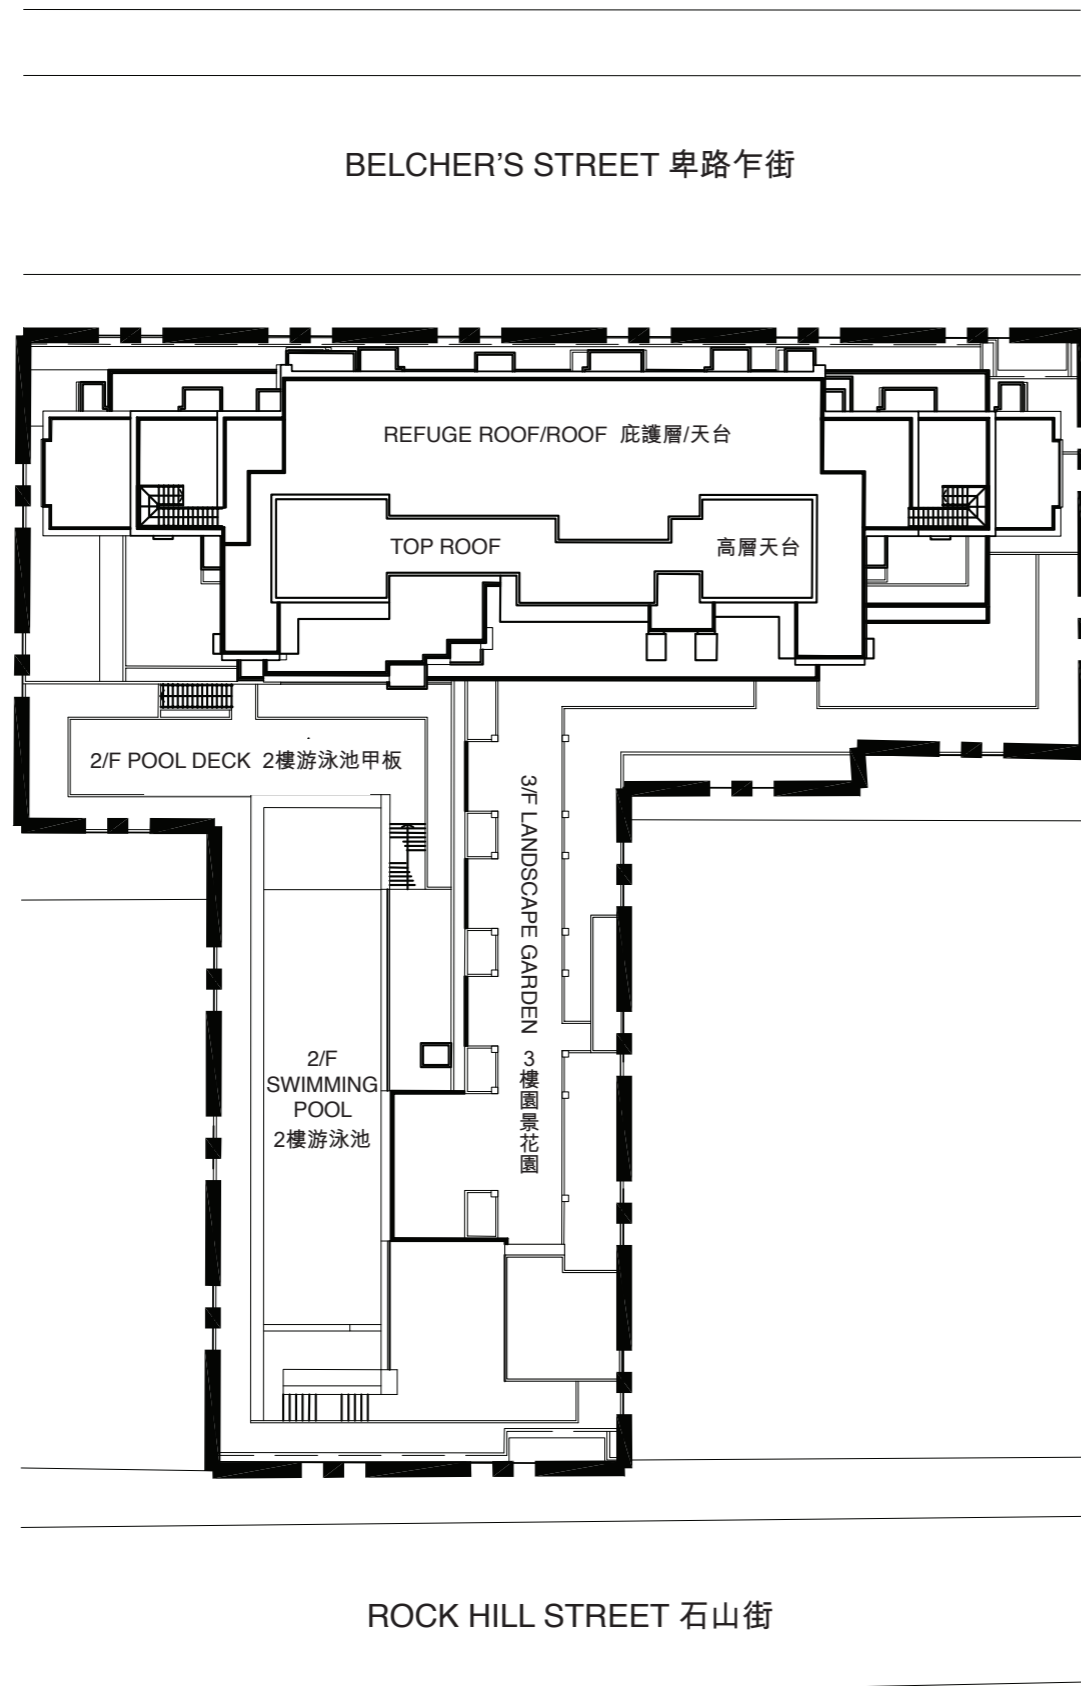 BELCHER'S STREET 卑路乍街
REFUGE ROOF/ROOF 庇護層/天台
TOP ROOF 高層天台
2/F POOL DECK 2樓游泳池甲板
3/F LANDSCAPE GARDEN 3樓園景花園
2/F
SWIMMING
POOL
2樓游泳池
ROCK HILL STREET 石山街